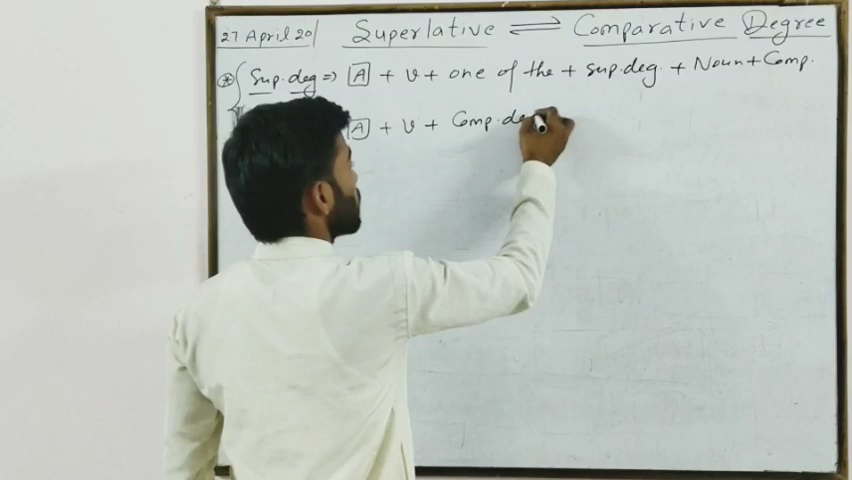 27 April 20 Superlative ⇌ Comparative Degree
* { Sup. deg ⇒ [A] + v + one of the + sup. deg. + Noun + Comp.
[A] + v + Comp. de